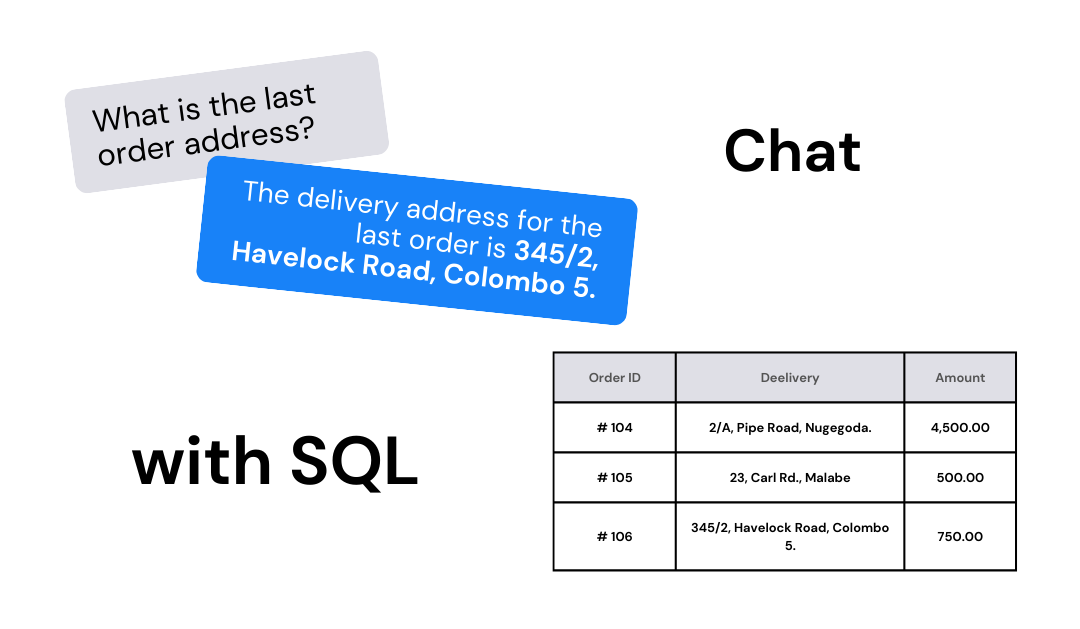 What is the last
order address?
Chat
The delivery address for the
last order is 345/2,
Havelock Road, Colombo 5.
with SQL
Order ID Deelivery Amount
# 104 2/A, Pipe Road, Nugegoda. 4,500.00
# 105 23, Carl Rd., Malabe 500.00
# 106 345/2, Havelock Road, Colombo 750.00
5.